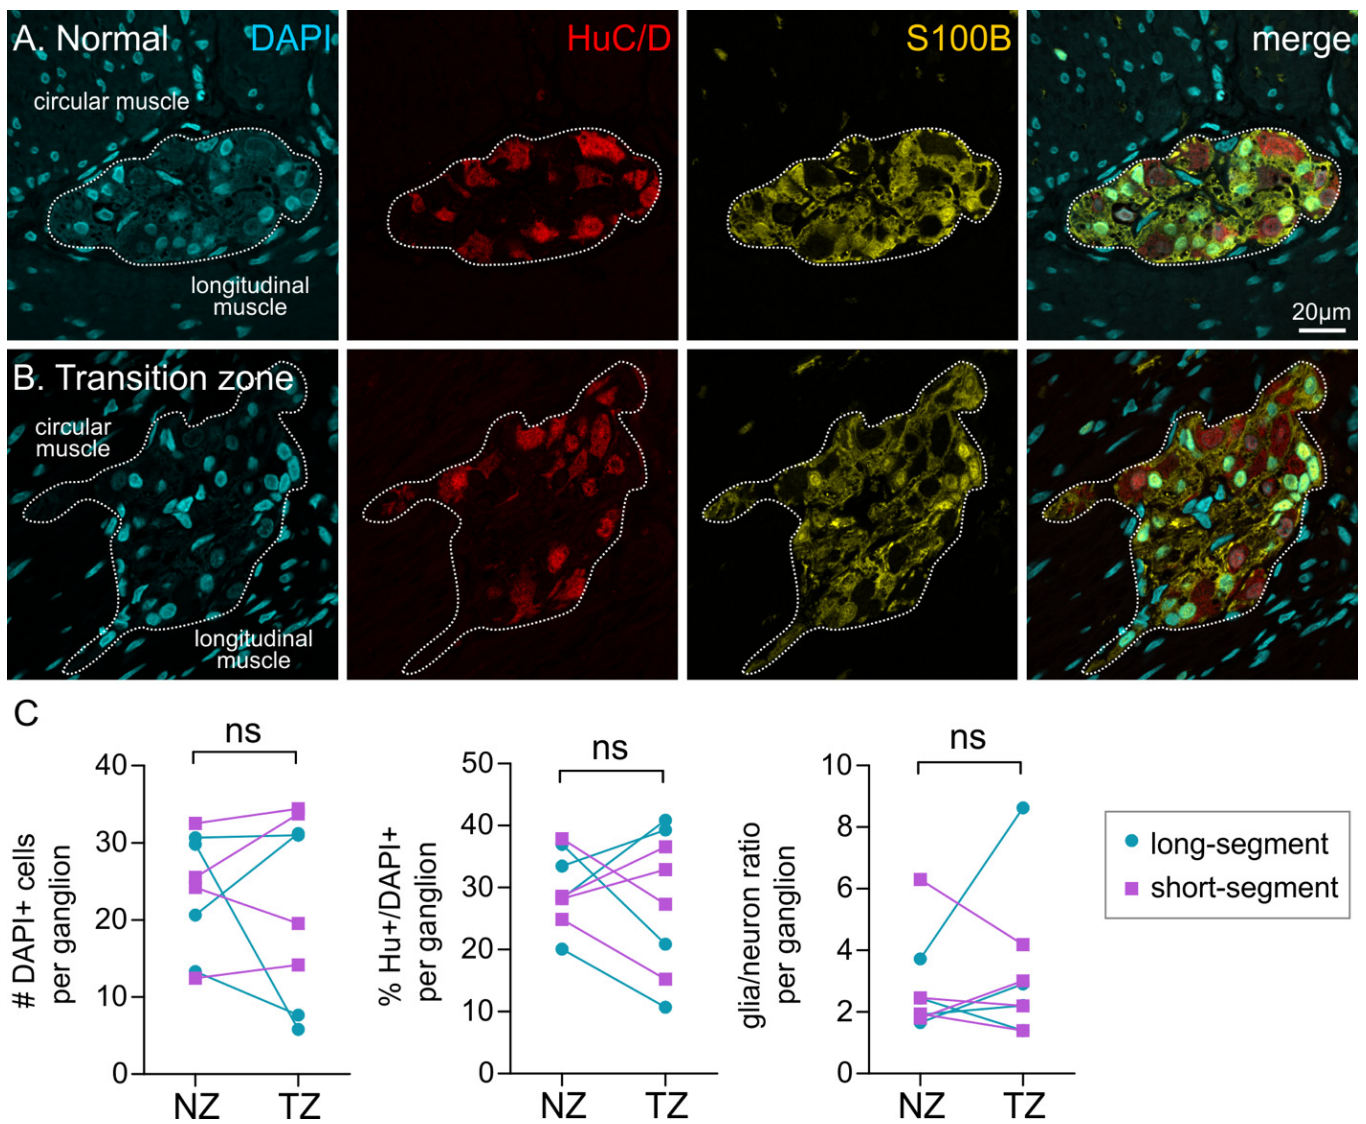 A. Normal
DAPI
HuC/D
S100B
merge
circular muscle
longitudinal
muscle
20µm
B. Transition zone
circular
muscle
longitudinal
muscle
C
ns
# DAPI+ cells
per ganglion
40
30
20
10
0
NZ
TZ
ns
% Hu+/DAPI+
per ganglion
50
40
30
20
10
0
NZ
TZ
ns
glia/neuron ratio
per ganglion
10
8
6
4
2
0
NZ
TZ
long-segment
short-segment